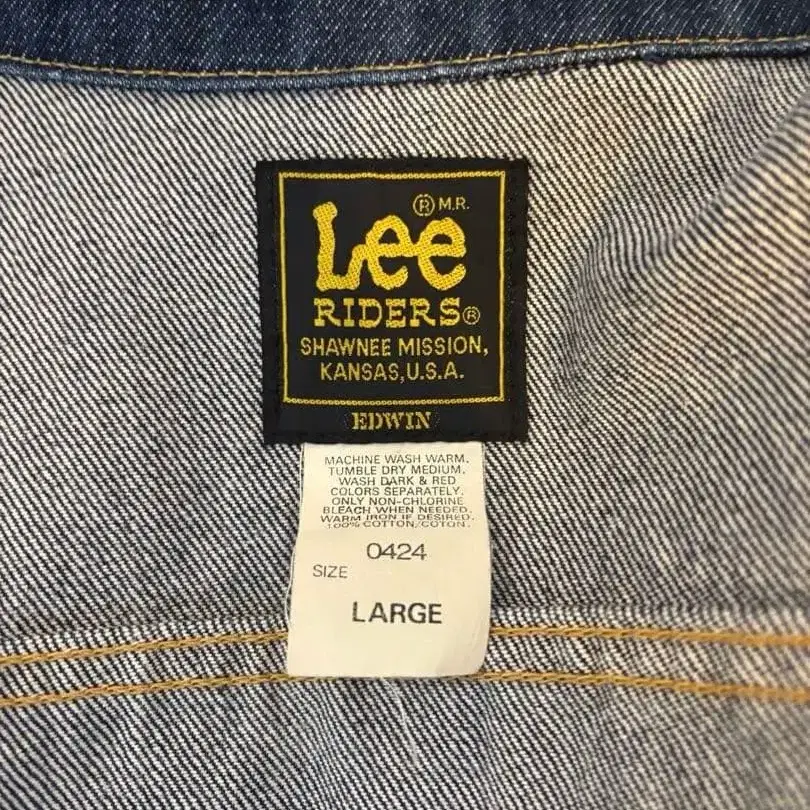 ® M.R.
Lee
RIDERS®
SHAWNEE MISSION,
KANSAS, U.S.A.
EDWIN
MACHINE WASH WARM.
TUMBLE DRY MEDIUM.
WASH DARK & RED
COLORS SEPARATELY.
ONLY NON-CHLORINE
BLEACH WHEN NEEDED.
WARM IRON IF DESIRED.
100% COTTON/COTON.
0424
SIZE
LARGE